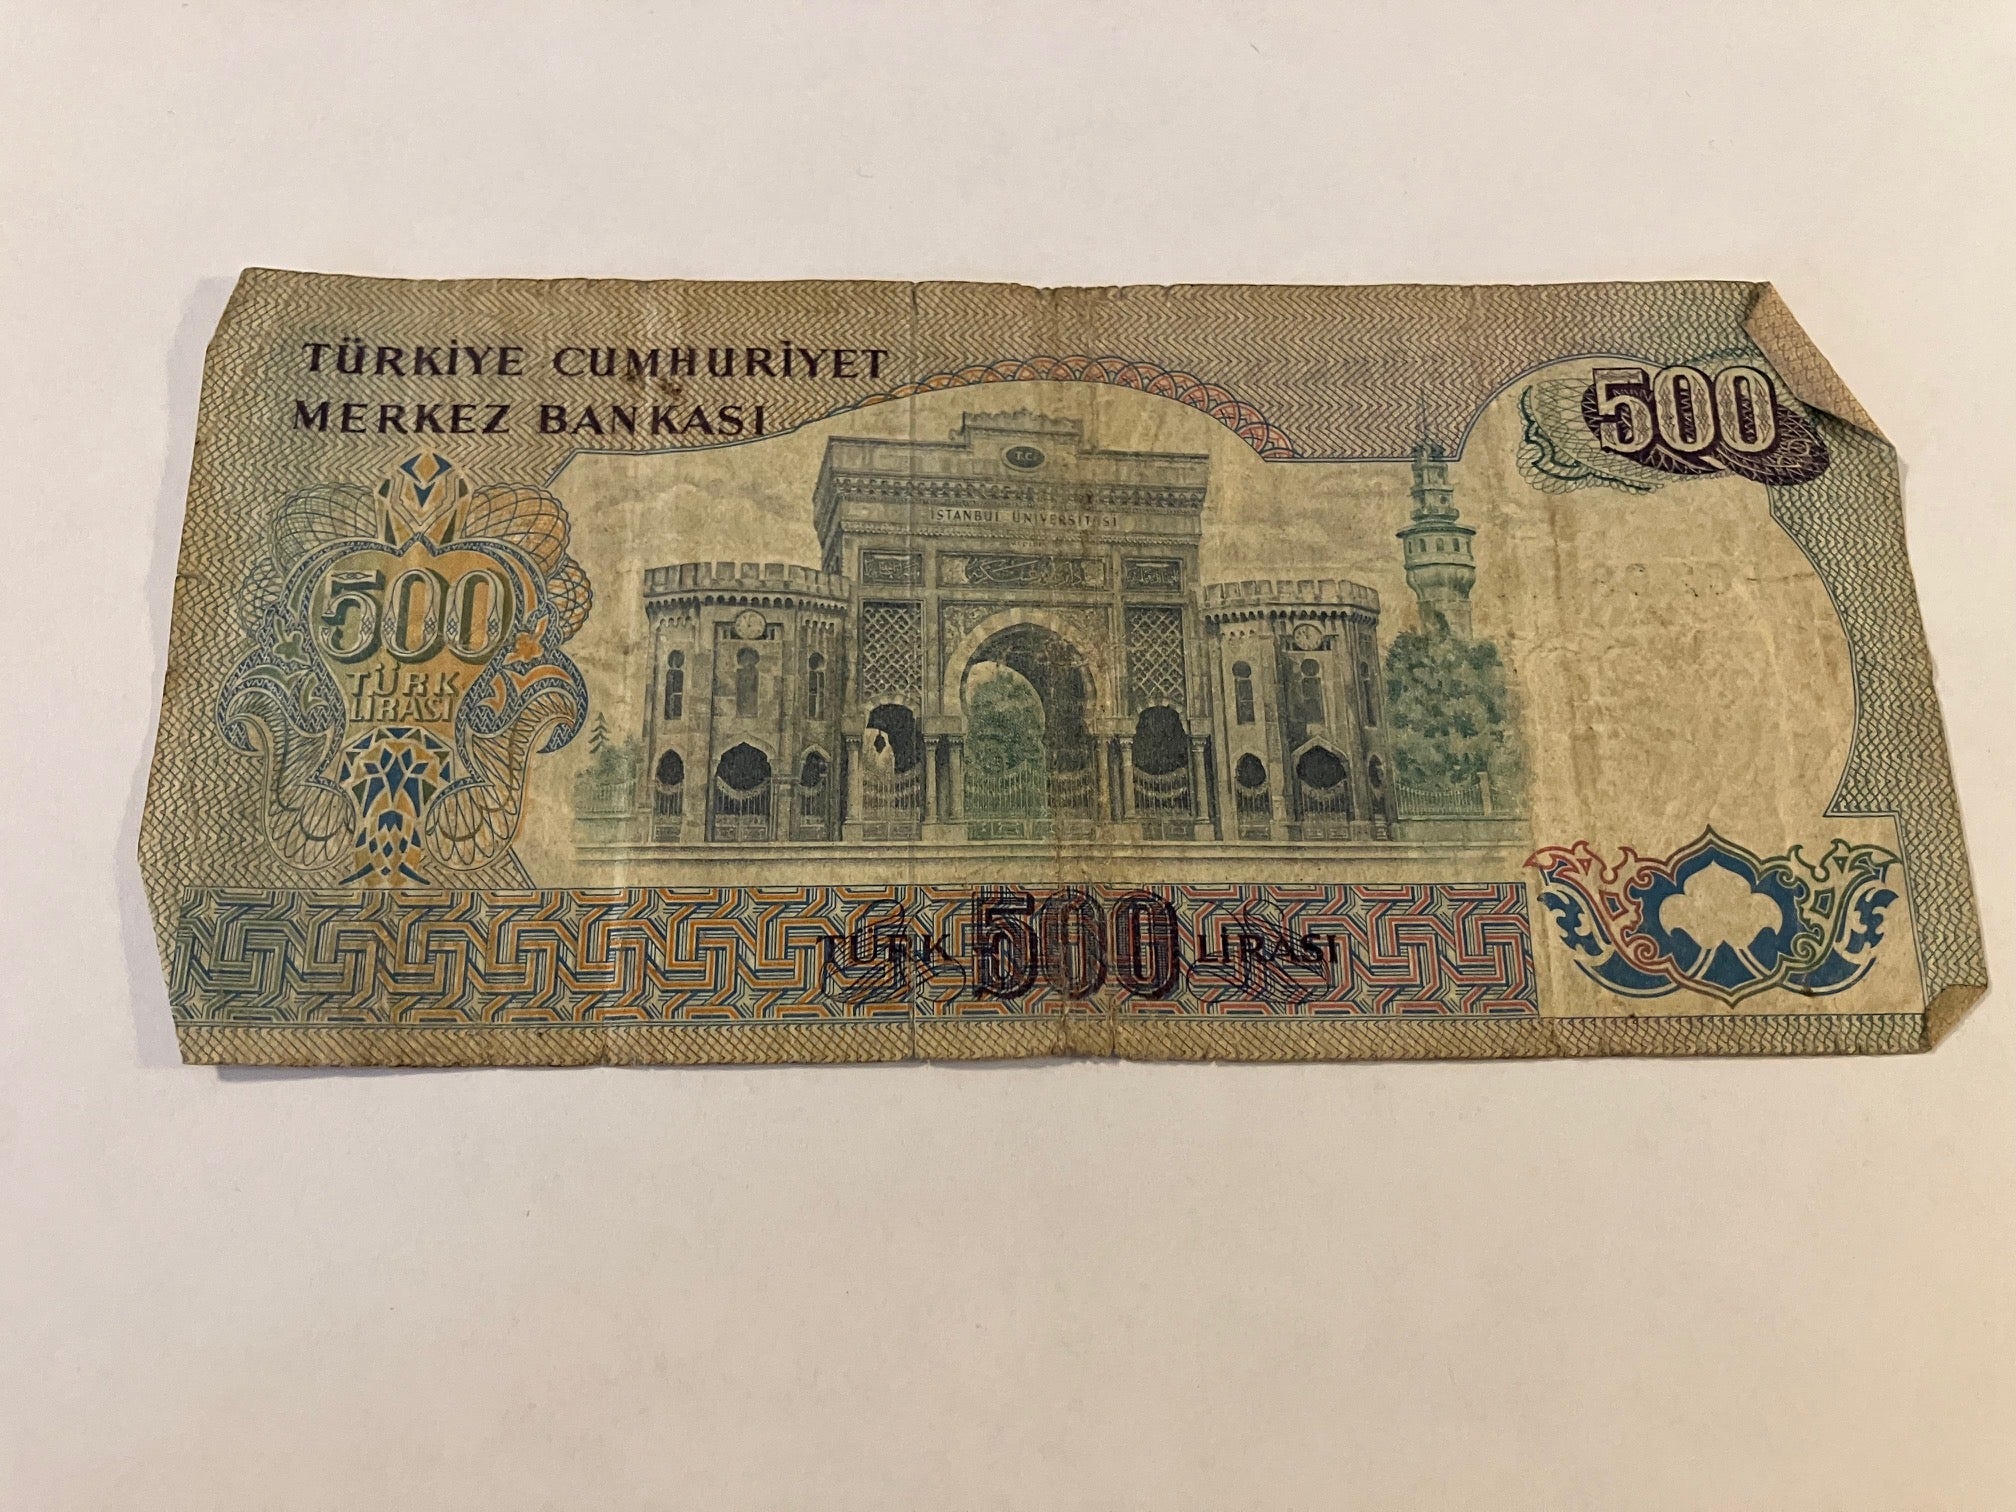 TÜRKİYE CUMHURİYET
MERKEZ BANKASI
500
T.C.
İSTANBUL ÜNİVERSİTESİ
500
TÜRK
LİRASI
TÜRK 500 LİRASI